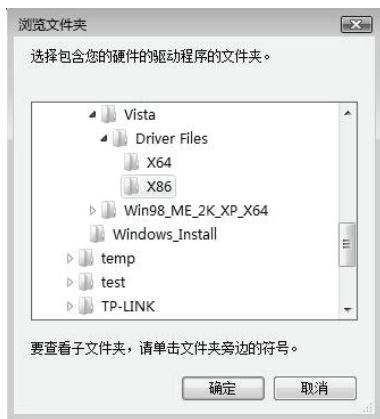 浏览文件夹
选择包含您的硬件的驱动程序的文件夹。
Vista
Driver Files
X64
X86
Win98_ME_2K_XP_X64
Windows_Install
temp
test
TP-LINK
要查看子文件夹，请单击文件夹旁边的符号。
确定
取消